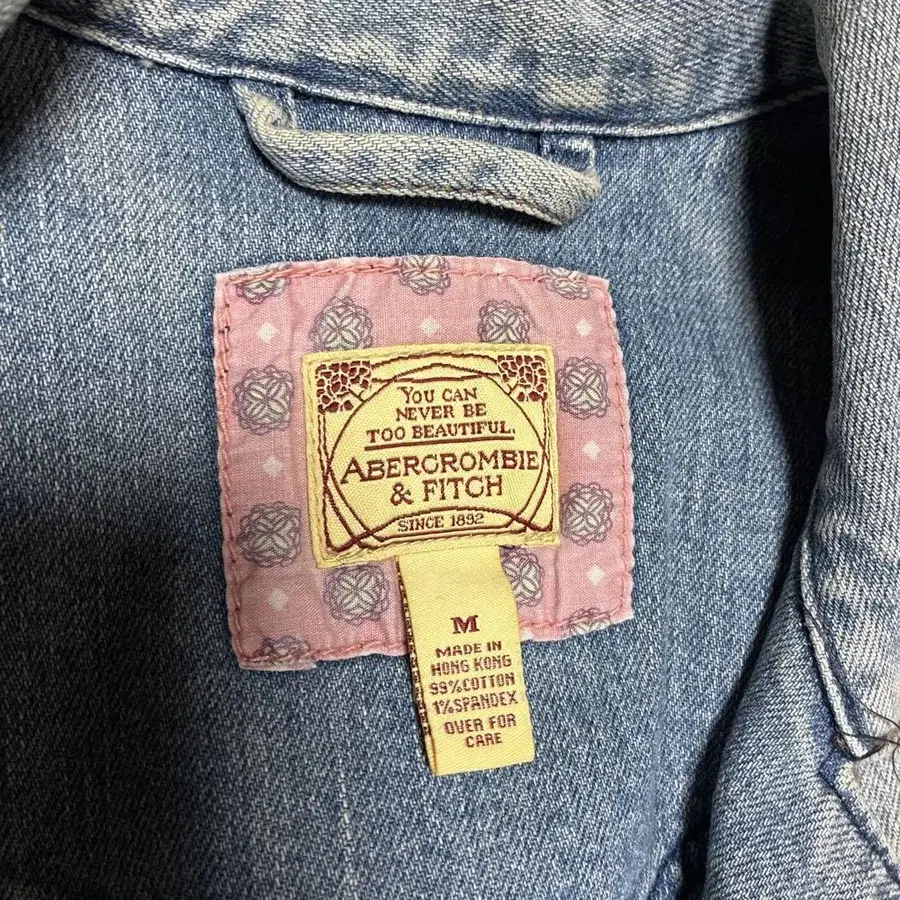 YOU CAN
NEVER BE
TOO BEAUTIFUL.
ABERCROMBIE
& FITCH
SINCE 1892
M
MADE IN
HONG KONG
99%COTTON
1%SPANDEX
OVER FOR
CARE